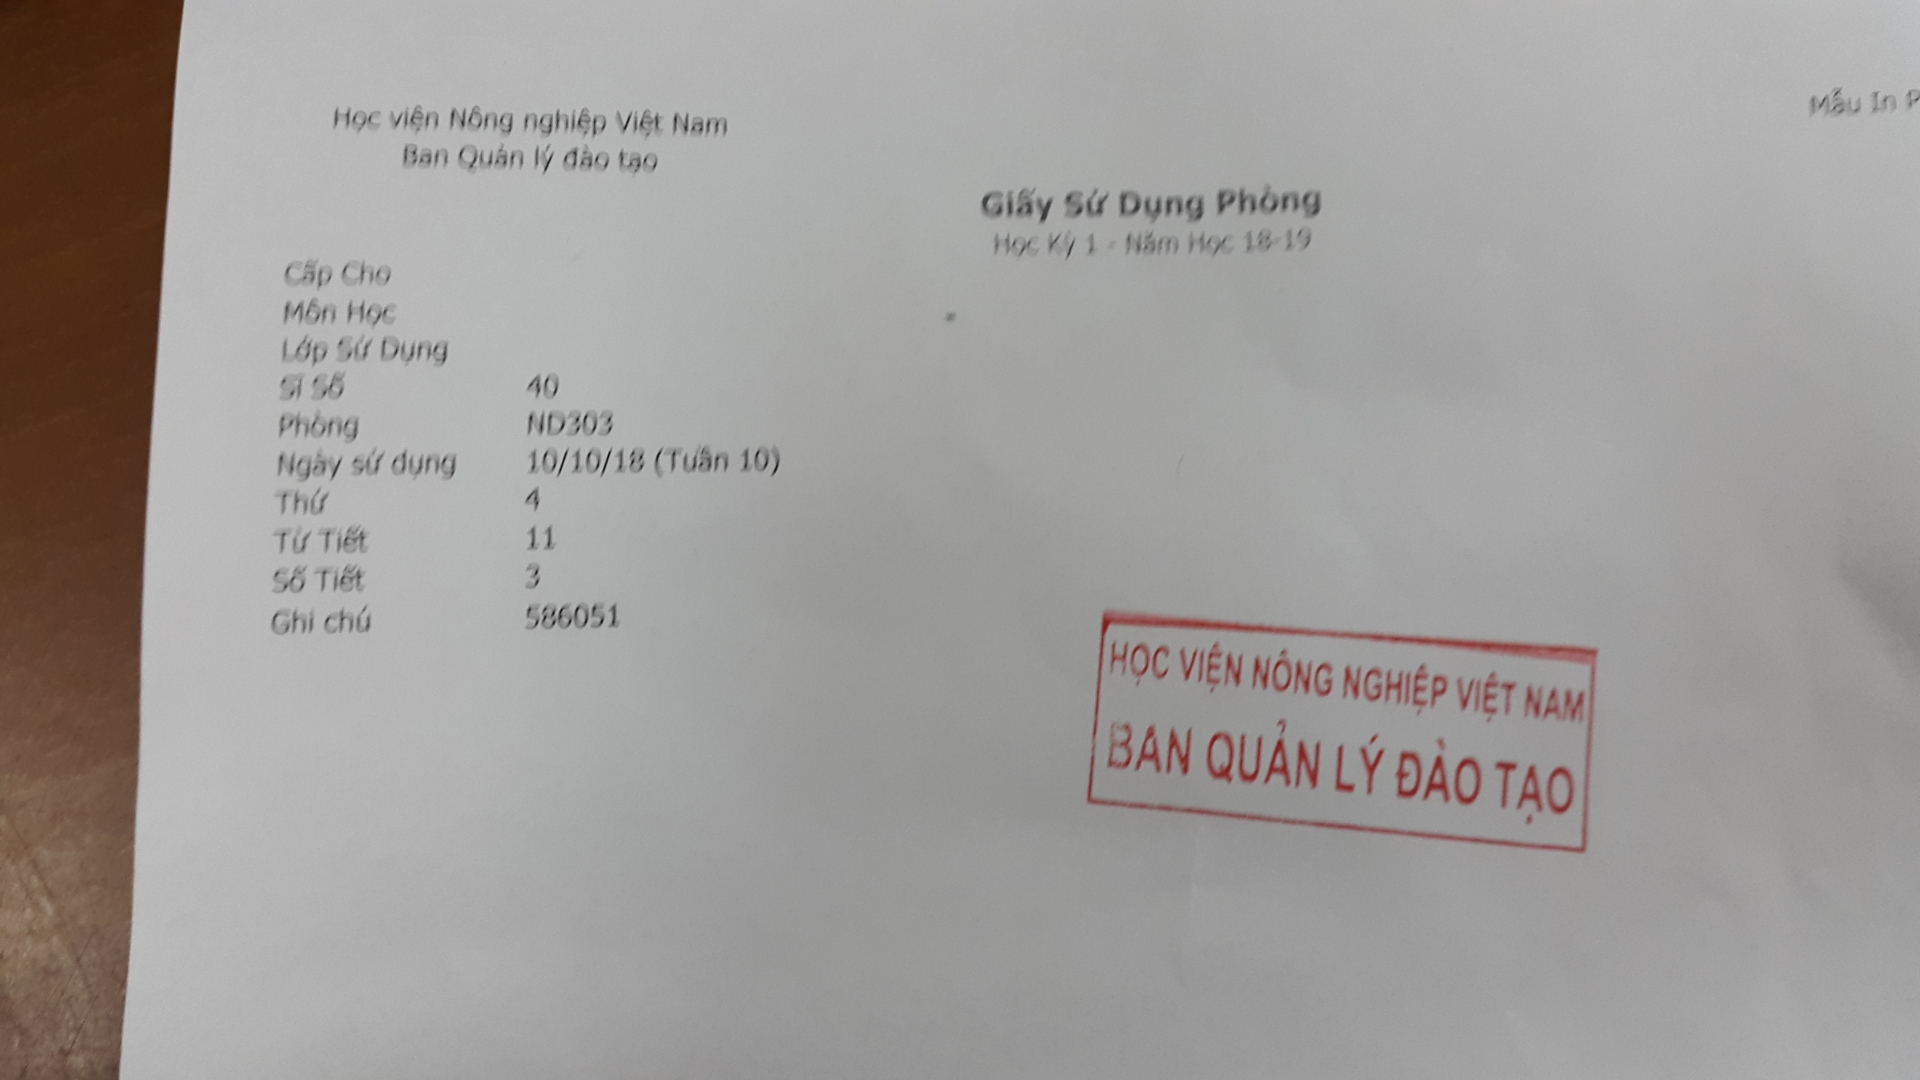 Học viện Nông nghiệp Việt Nam
Ban Quản lý đào tạo
Mẫu In P
Giấy Sử Dụng Phòng
Học Kỳ 1 - Năm Học 18-19
Cấp Cho
Môn Học
Lớp Sử Dụng
Sĩ Số 40
Phòng ND303
Ngày sử dụng 10/10/18 (Tuần 10)
Thứ 4
Từ Tiết 11
Số Tiết 3
Ghi chú 586051
HỌC VIỆN NÔNG NGHIỆP VIỆT NAM
BAN QUẢN LÝ ĐÀO TẠO